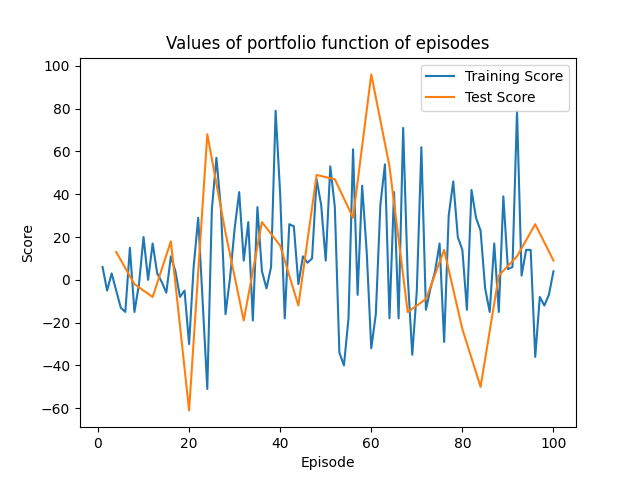 Values of portfolio function of episodes
Training Score
Test Score
100
80
60
40
20
0
−20
−40
−60
Score
0 20 40 60 80 100
Episode